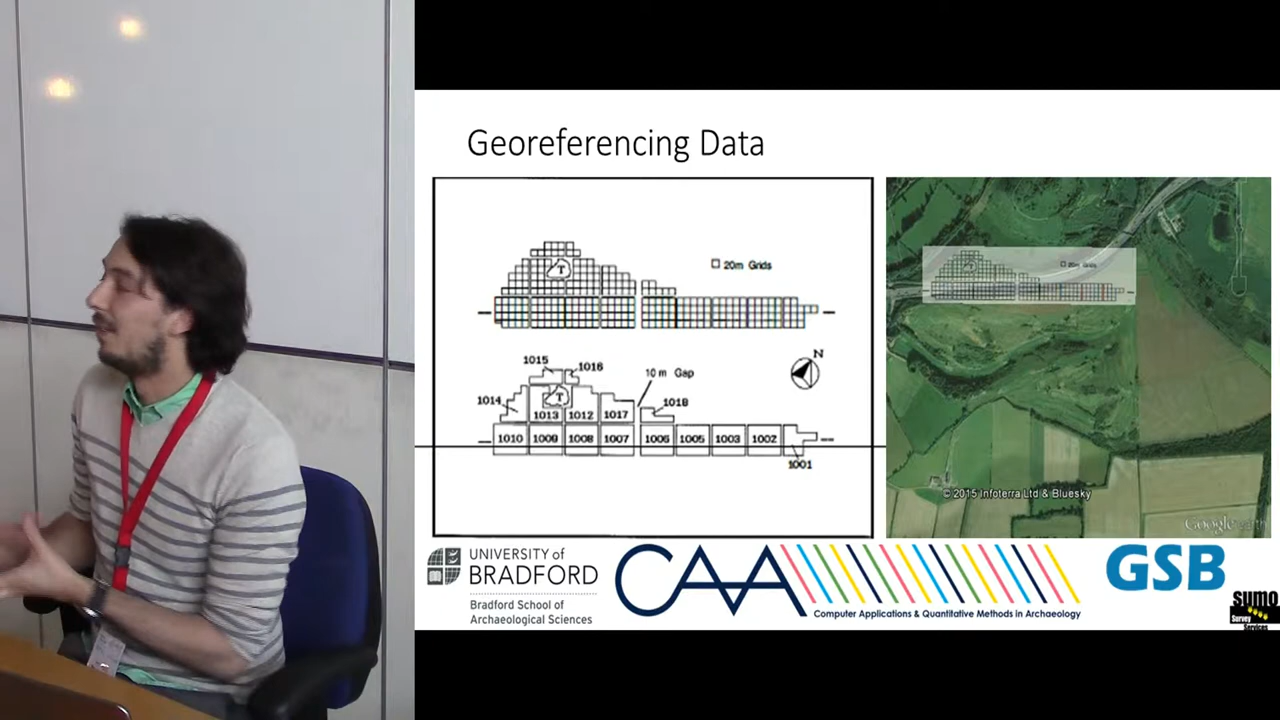 Georeferencing Data
20m Grids
T
1015
1016
10 m Gap
N
1014
1013
T
1012
1017
1018
1010
1009
1008
1007
1006
1005
1003
1002
1001
20m Grids
© 2015 Infoterra Ltd & Bluesky
Google earth
UNIVERSITY of
BRADFORD
Bradford School of
Archaeological Sciences
CAA
Computer Applications & Quantitative Methods in Archaeology
GSB
sumo
Survey
Services